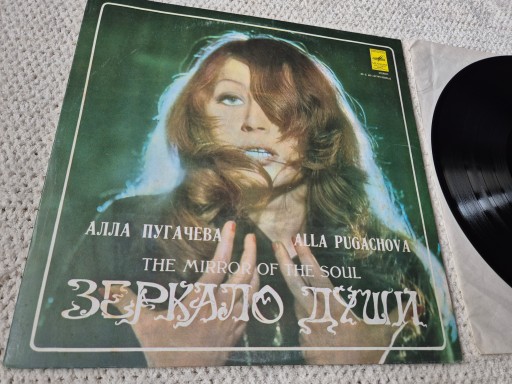 АЛЛА ПУГАЧЕВА
ALLA PUGACHOVA
THE MIRROR OF THE SOUL
ЗЕРКАЛО ДУШИ